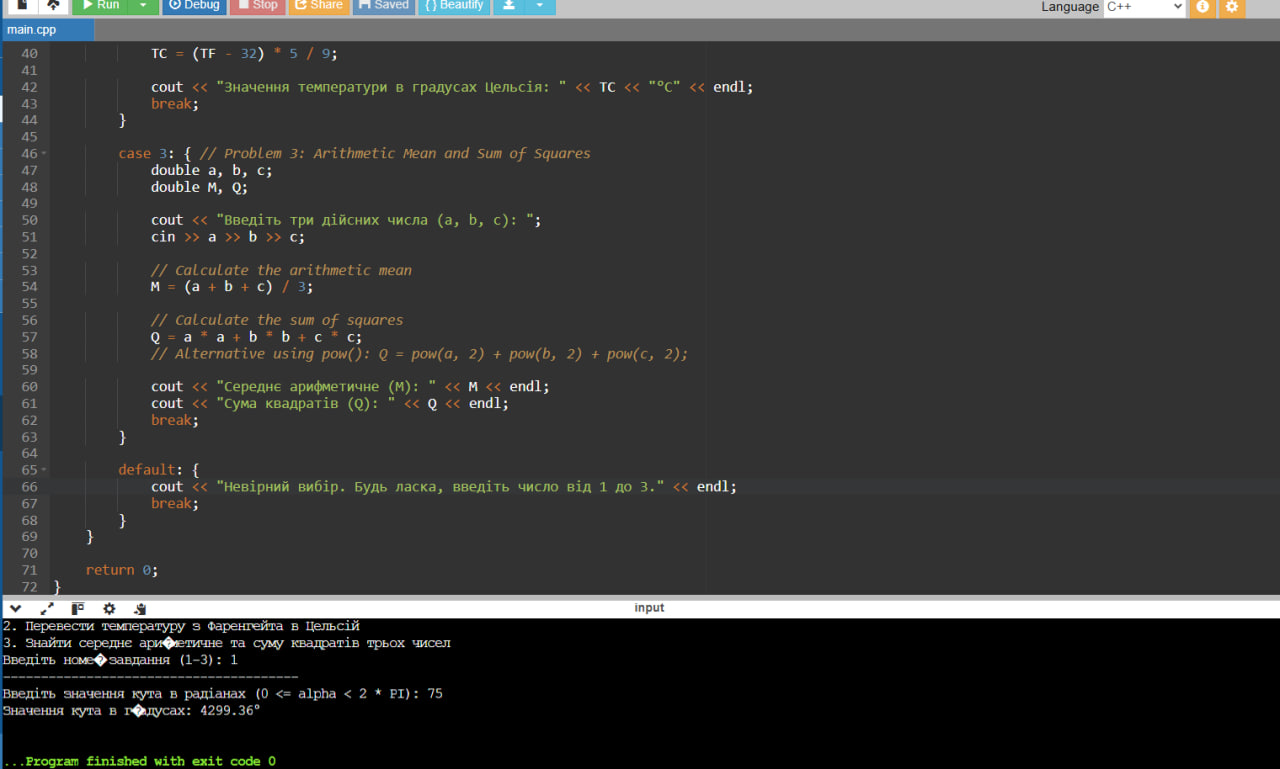 Run Debug Stop Share Saved { } Beautify Language C++
main.cpp
40 TC = (TF - 32) * 5 / 9;
41
42 cout << "Значення температури в градусах Цельсія: " << TC << "°C" << endl;
43 break;
44 }
45
46 case 3: { // Problem 3: Arithmetic Mean and Sum of Squares
47 double a, b, c;
48 double M, Q;
49
50 cout << "Введіть три дійсних числа (a, b, c): ";
51 cin >> a >> b >> c;
52
53 // Calculate the arithmetic mean
54 M = (a + b + c) / 3;
55
56 // Calculate the sum of squares
57 Q = a * a + b * b + c * c;
58 // Alternative using pow(): Q = pow(a, 2) + pow(b, 2) + pow(c, 2);
59
60 cout << "Середнє арифметичне (M): " << M << endl;
61 cout << "Сума квадратів (Q): " << Q << endl;
62 break;
63 }
64
65 default: {
66 cout << "Невірний вибір. Будь ласка, введіть число від 1 до 3." << endl;
67 break;
68 }
69 }
70
71 return 0;
72 }
input
2. Перевести температуру з Фаренгейта в Цельсій
3. Знайти середнє ари�метичне та суму квадратів трьох чисел
Введіть номе� завдання (1-3): 1
---------------------------------------
Введіть значення кута в радіанах (0 <= alpha < 2 * PI): 75
Значення кута в г�адусах: 4299.36°
...Program finished with exit code 0